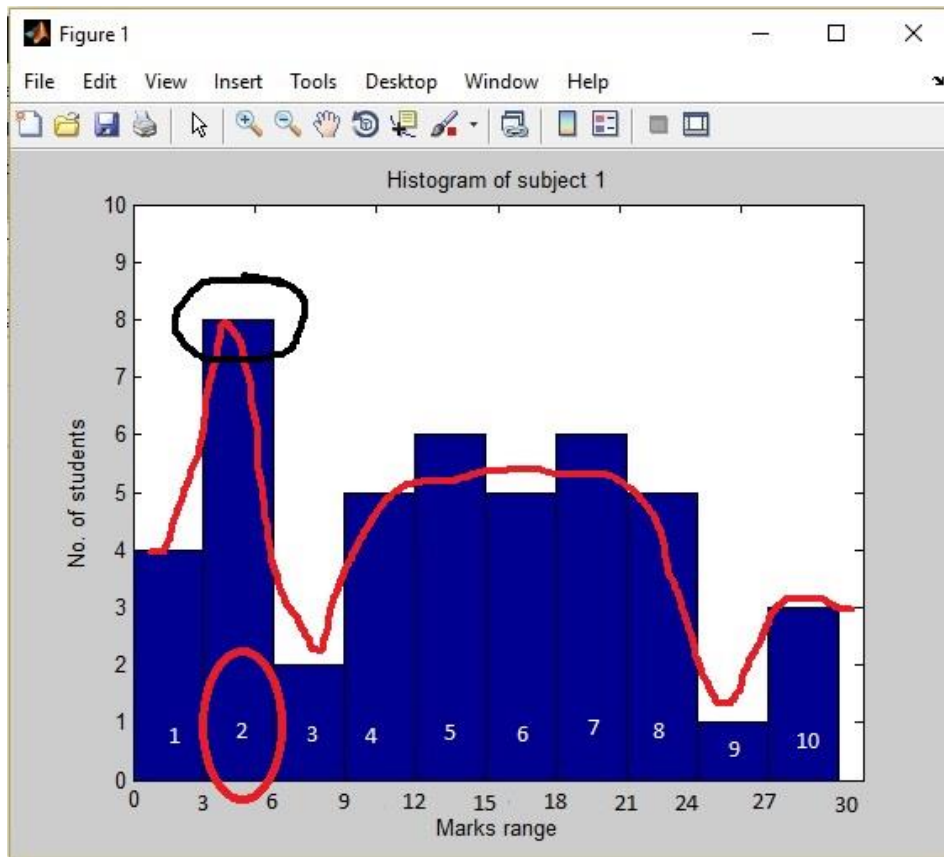 Figure 1
File Edit View Insert Tools Desktop Window Help
Histogram of subject 1
10
9
8
7
6
5
4
3
2
1
0
No. of students
1 2 3 4 5 6 7 8 9 10
0 3 6 9 12 15 18 21 24 27 30
Marks range